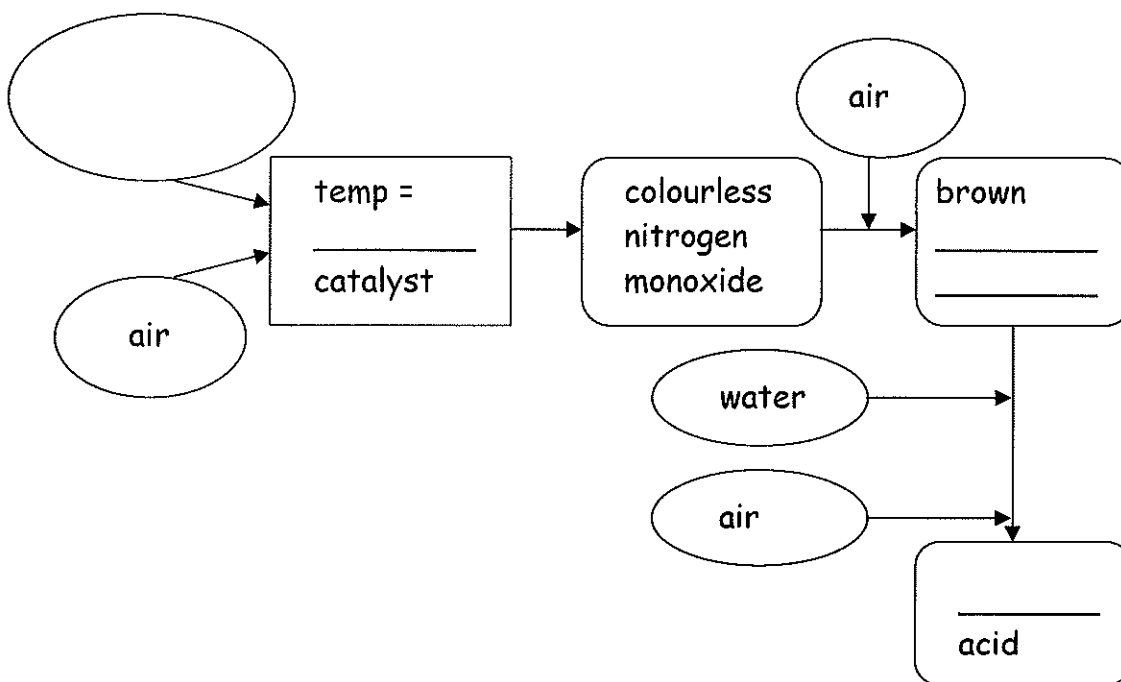 air
temp =
catalyst
colourless
nitrogen
monoxide
brown
air
water
air
acid